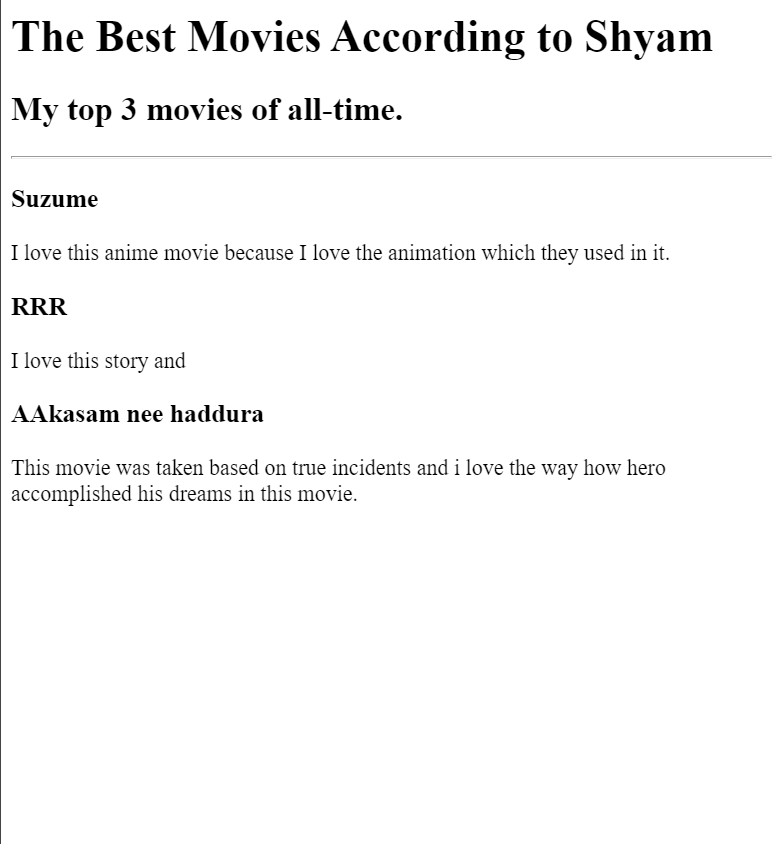 The Best Movies According to Shyam
My top 3 movies of all-time.
Suzume
I love this anime movie because I love the animation which they used in it.
RRR
I love this story and
AAkasam nee haddura
This movie was taken based on true incidents and i love the way how hero
accomplished his dreams in this movie.